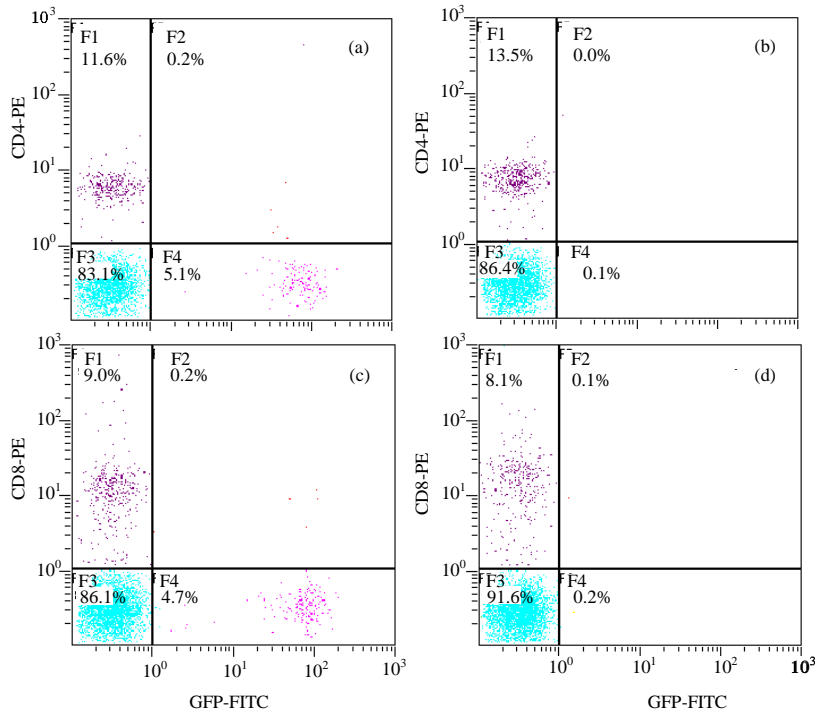 (a)
F1
11.6%
F2
0.2%
F3
83.1%
F4
5.1%
CD4-PE
10³
10²
10¹
10⁰
10⁰
10¹
10²
10³
(b)
F1
13.5%
F2
0.0%
F3
86.4%
F4
0.1%
CD4-PE
10³
10²
10¹
10⁰
(c)
F1
9.0%
F2
0.2%
F3
86.1%
F4
4.7%
CD8-PE
10³
10²
10¹
10⁰
10⁰
10¹
10²
10³
GFP-FITC
(d)
F1
8.1%
F2
0.1%
F3
91.6%
F4
0.2%
CD8-PE
10³
10²
10¹
10⁰
10⁰
10¹
10²
10³
GFP-FITC